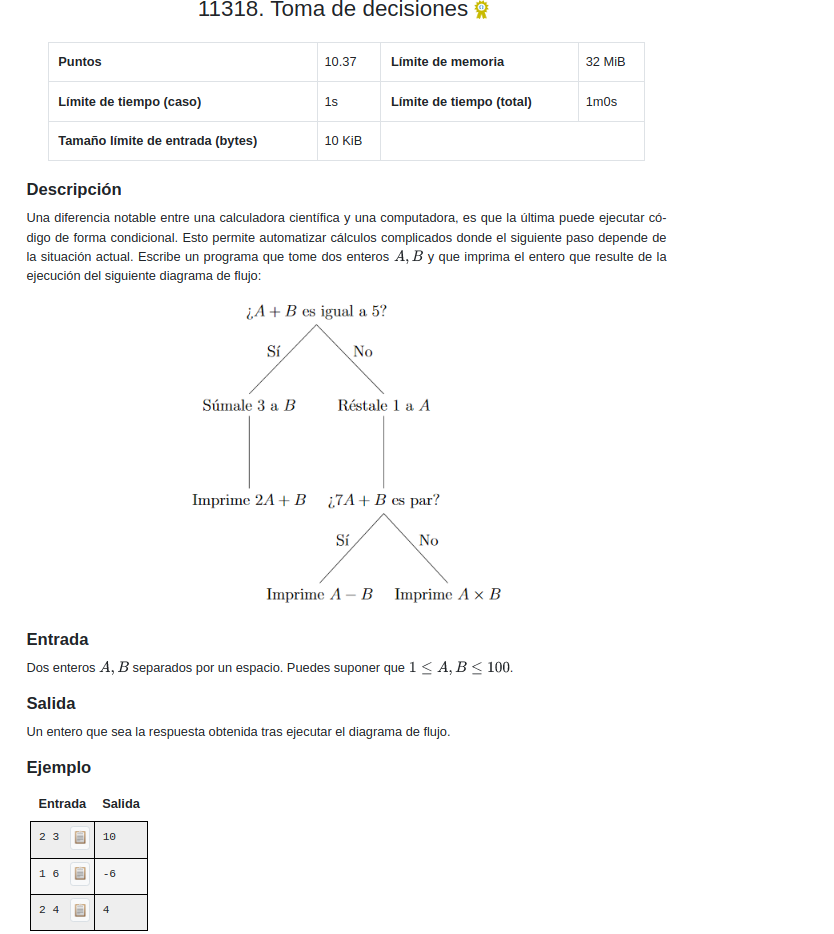 11318. Toma de decisiones
Puntos 10.37 Límite de memoria 32 MiB
Límite de tiempo (caso) 1s Límite de tiempo (total) 1m0s
Tamaño límite de entrada (bytes) 10 KiB
Descripción
Una diferencia notable entre una calculadora científica y una computadora, es que la última puede ejecutar có-
digo de forma condicional. Esto permite automatizar cálculos complicados donde el siguiente paso depende de
la situación actual. Escribe un programa que tome dos enteros A, B y que imprima el entero que resulte de la
ejecución del siguiente diagrama de flujo:
¿A + B es igual a 5?
Sí No
Súmale 3 a B Réstale 1 a A
Imprime 2A + B ¿7A + B es par?
Sí No
Imprime A − B Imprime A × B
Entrada
Dos enteros A, B separados por un espacio. Puedes suponer que 1 ≤ A, B ≤ 100.
Salida
Un entero que sea la respuesta obtenida tras ejecutar el diagrama de flujo.
Ejemplo
Entrada Salida
2 3 10
1 6 -6
2 4 4